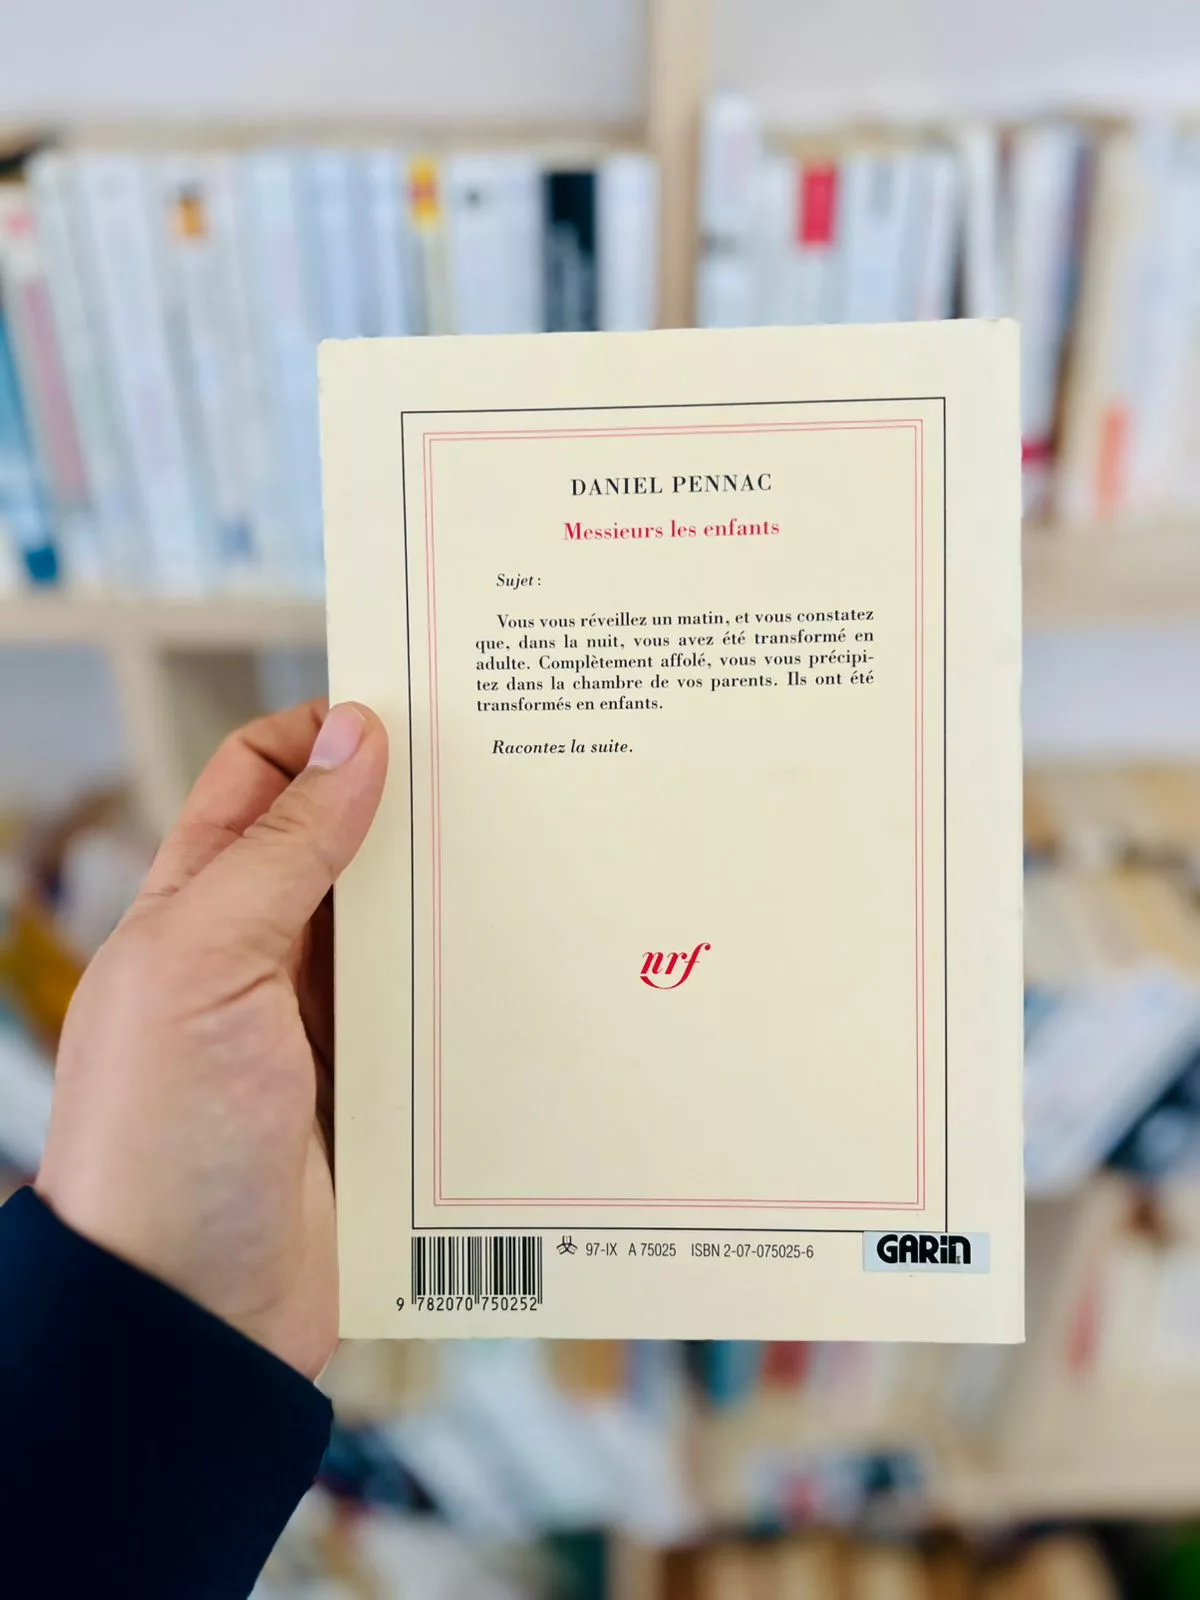 DANIEL PENNAC
Messieurs les enfants
Sujet :
Vous vous réveillez un matin, et vous constatez
que, dans la nuit, vous avez été transformé en
adulte. Complètement affolé, vous vous précipi-
tez dans la chambre de vos parents. Ils ont été
transformés en enfants.
Racontez la suite.
nrf
97-IX A 75025 ISBN 2-07-075025-6
GARiN
9 782070 750252